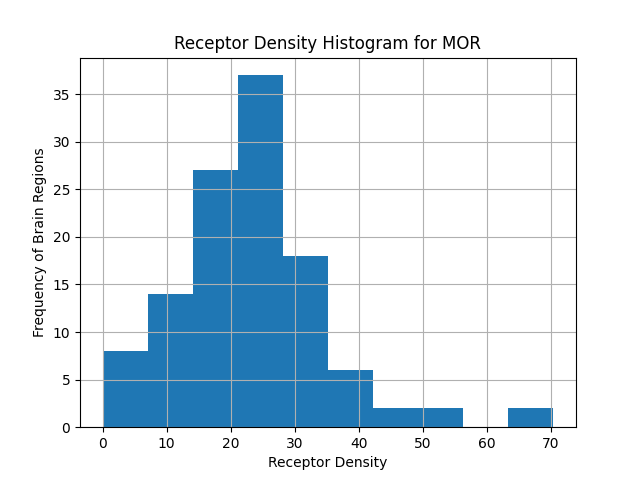 Receptor Density Histogram for MOR
Frequency of Brain Regions
35
30
25
20
15
10
5
0
0 10 20 30 40 50 60 70
Receptor Density